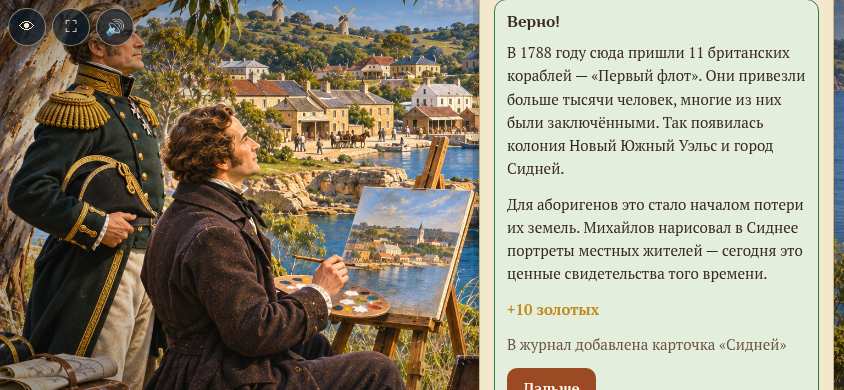 Верно!
В 1788 году сюда пришли 11 британских
кораблей — «Первый флот». Они привезли
больше тысячи человек, многие из них
были заключёнными. Так появилась
колония Новый Южный Уэльс и город
Сидней.
Для аборигенов это стало началом потери
их земель. Михайлов нарисовал в Сиднее
портреты местных жителей — сегодня это
ценные свидетельства того времени.
+10 золотых
В журнал добавлена карточка «Сидней»
Дальше